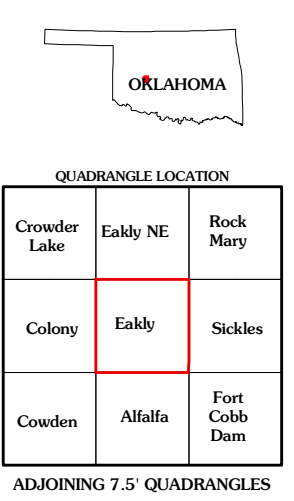 OKLAHOMA
QUADRANGLE LOCATION
Crowder
Lake
Eakly NE
Rock
Mary
Colony
Eakly
Sickles
Cowden
Alfalfa
Fort
Cobb
Dam
ADJOINING 7.5' QUADRANGLES